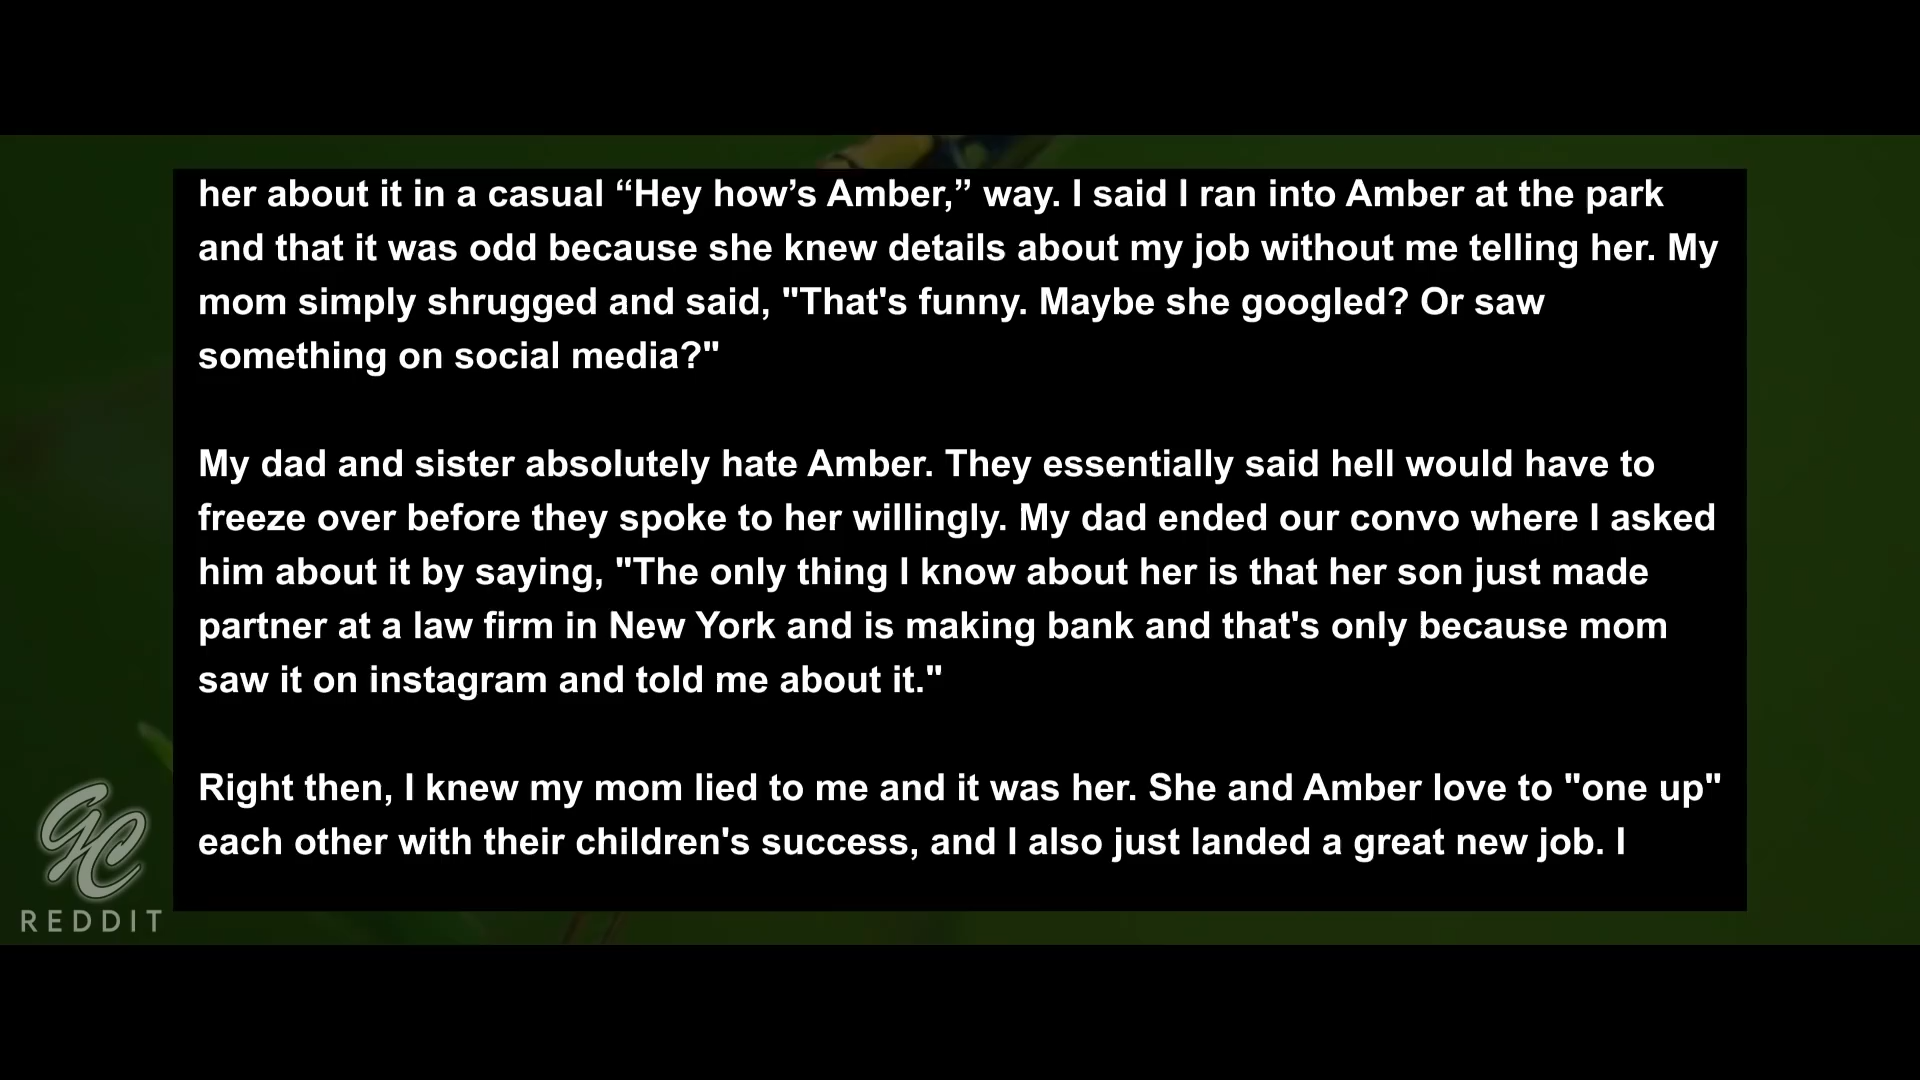 her about it in a casual “Hey how’s Amber,” way. I said I ran into Amber at the park
and that it was odd because she knew details about my job without me telling her. My
mom simply shrugged and said, "That's funny. Maybe she googled? Or saw
something on social media?"
My dad and sister absolutely hate Amber. They essentially said hell would have to
freeze over before they spoke to her willingly. My dad ended our convo where I asked
him about it by saying, "The only thing I know about her is that her son just made
partner at a law firm in New York and is making bank and that's only because mom
saw it on instagram and told me about it."
Right then, I knew my mom lied to me and it was her. She and Amber love to "one up"
each other with their children's success, and I also just landed a great new job. I
GC
REDDIT